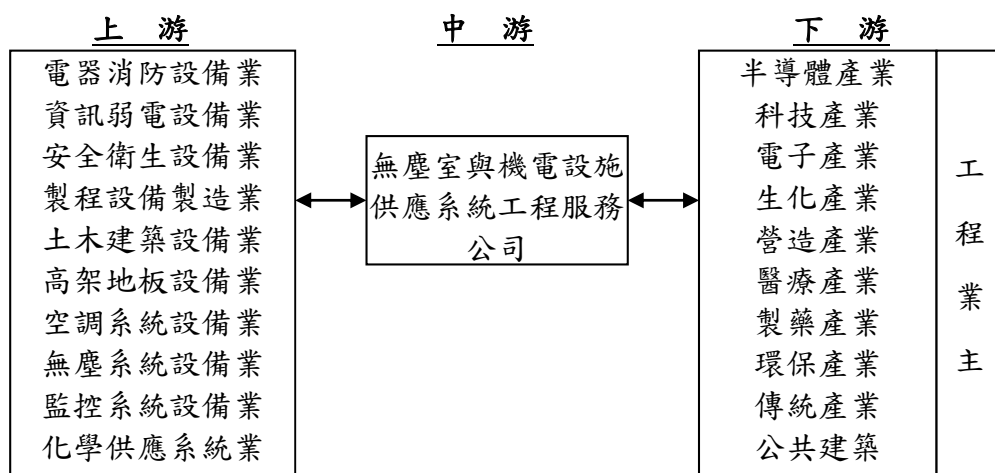 上 游
中 游
下 游
電器消防設備業
資訊弱電設備業
安全衛生設備業
製程設備製造業
土木建築設備業
高架地板設備業
空調系統設備業
無塵系統設備業
監控系統設備業
化學供應系統業
無塵室與機電設施
供應系統工程服務
公司
半導體產業
科技產業
電子產業
生化產業
營造產業
醫療產業
製藥產業
環保產業
傳統產業
公共建築
工程業主